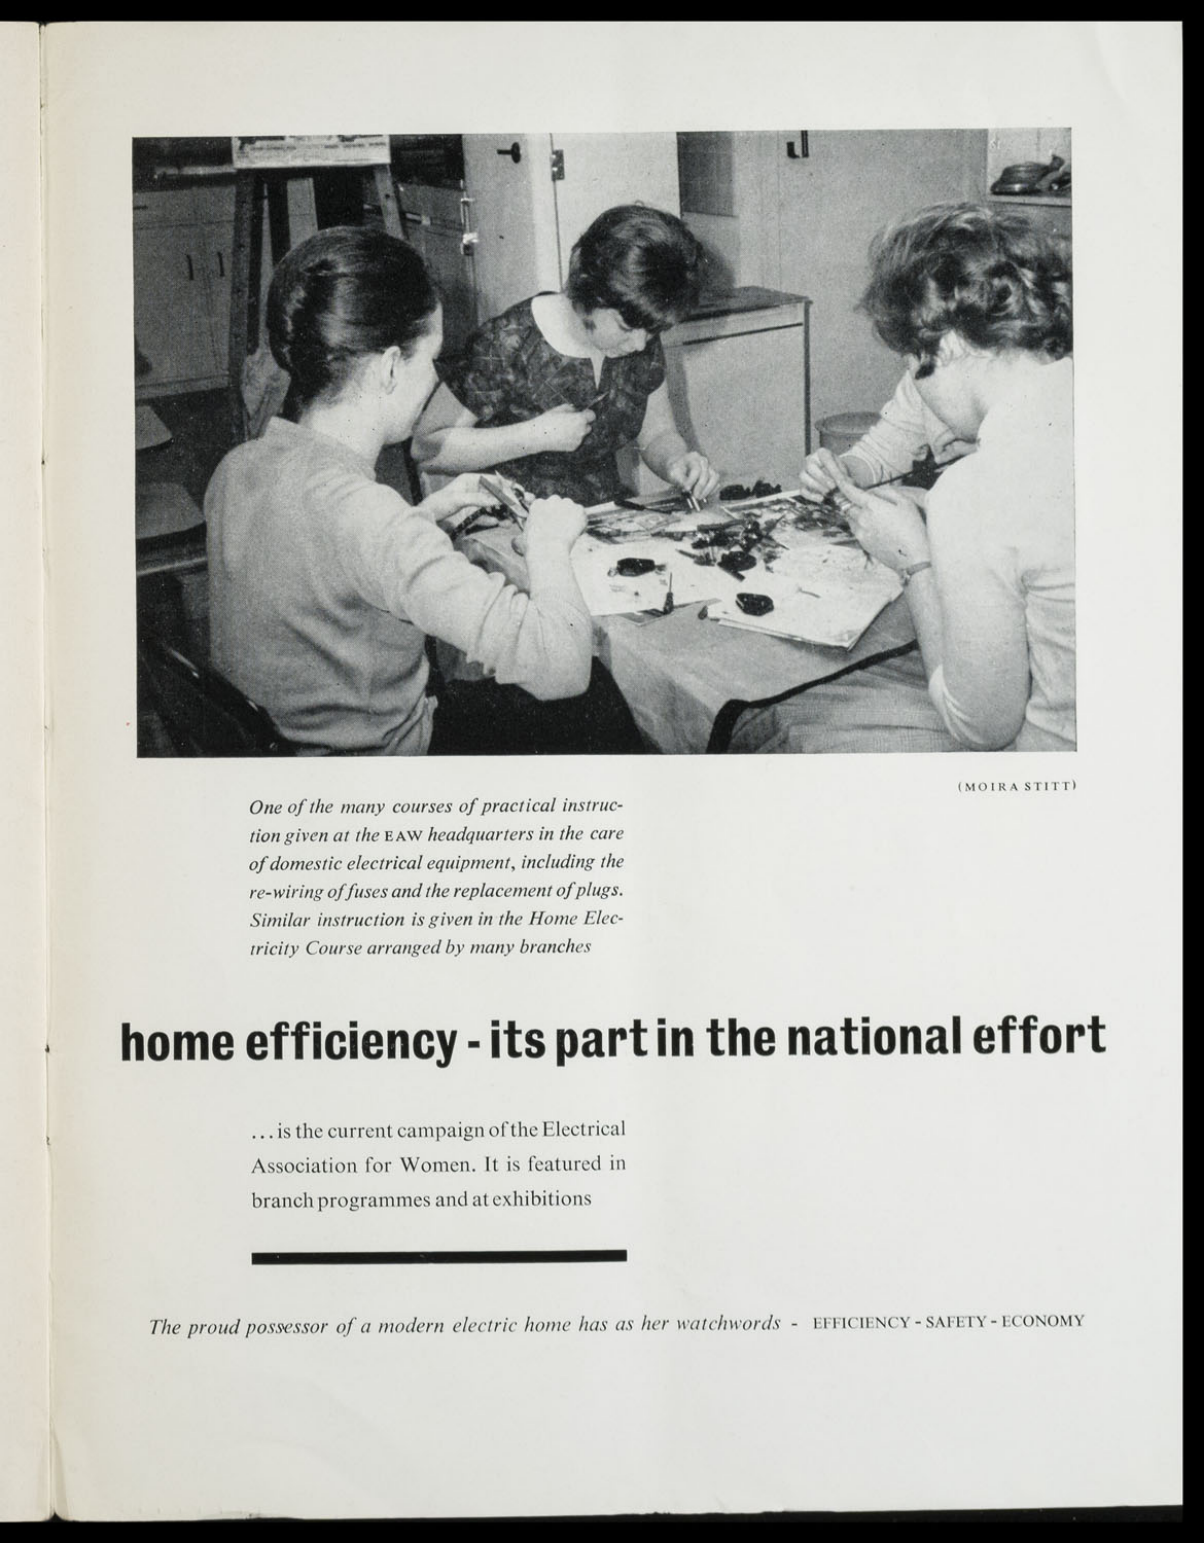 (MOIRA STITT)
One of the many courses of practical instruc-
tion given at the EAW headquarters in the care
of domestic electrical equipment, including the
re-wiring of fuses and the replacement of plugs.
Similar instruction is given in the Home Elec-
tricity Course arranged by many branches
home efficiency - its part in the national effort
...is the current campaign of the Electrical
Association for Women. It is featured in
branch programmes and at exhibitions
The proud possessor of a modern electric home has as her watchwords - EFFICIENCY - SAFETY - ECONOMY